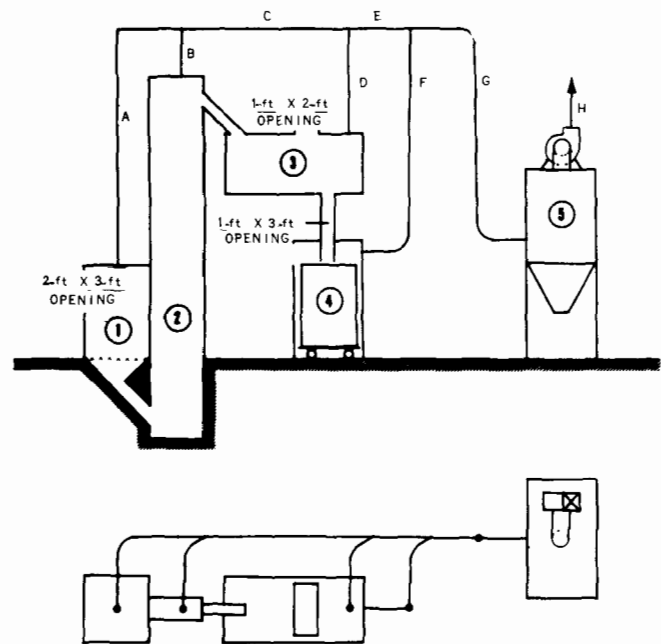 C
E
B
A
D
F
G
H
1-ft X 2-ft
OPENING
3
5
1-ft X 3-ft
OPENING
2-ft X 3-ft
OPENING
1
2
4